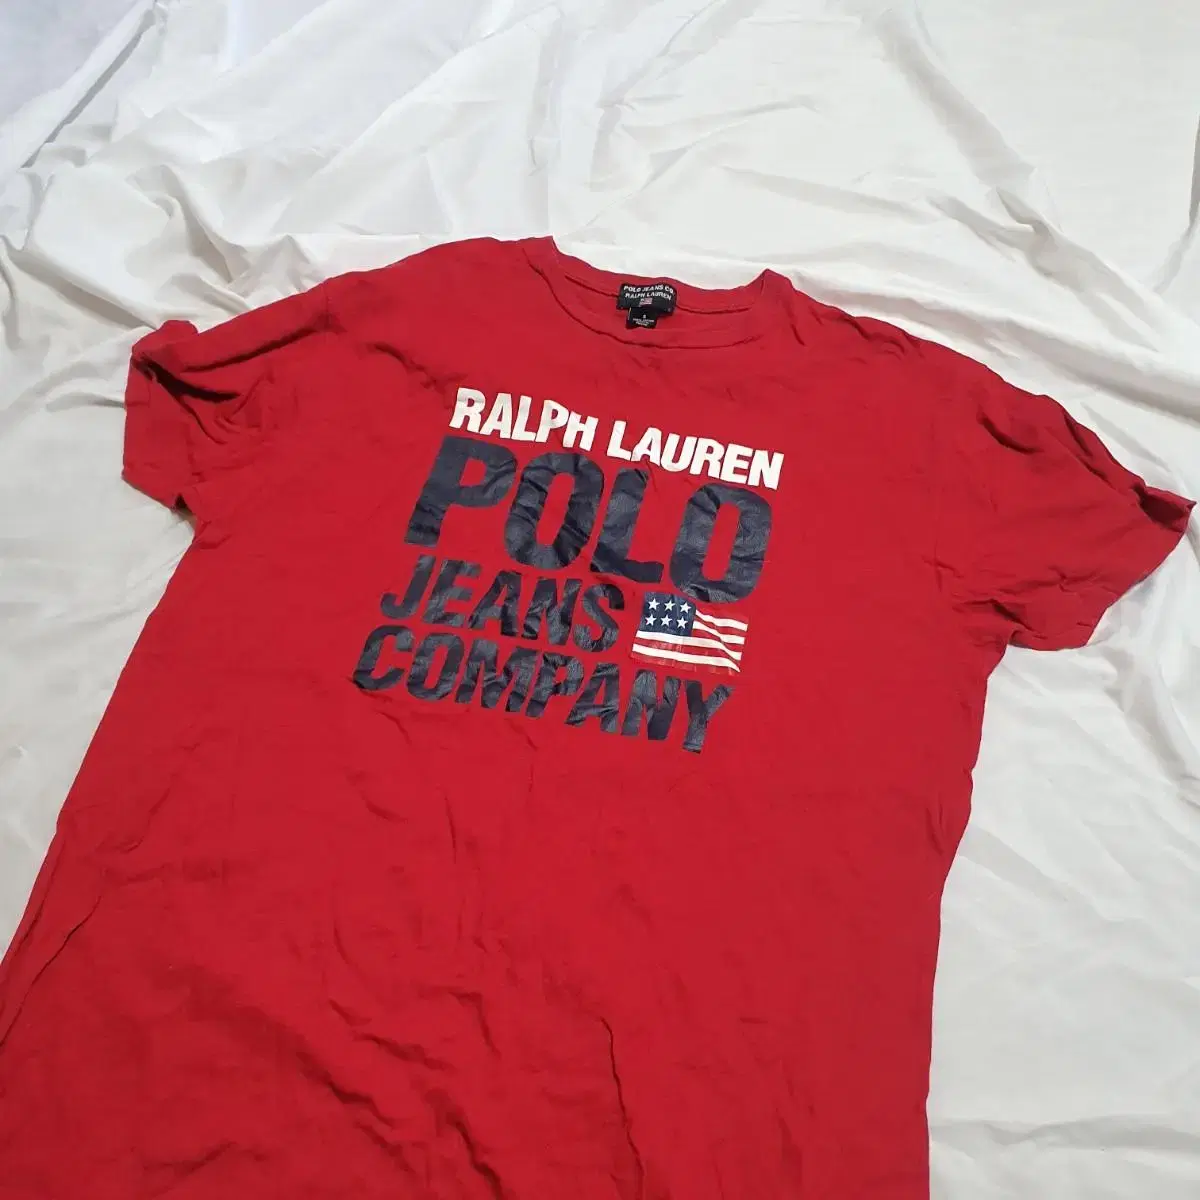 POLO JEANS CO.
RALPH LAUREN
RALPH LAUREN
POLO
JEANS
COMPANY